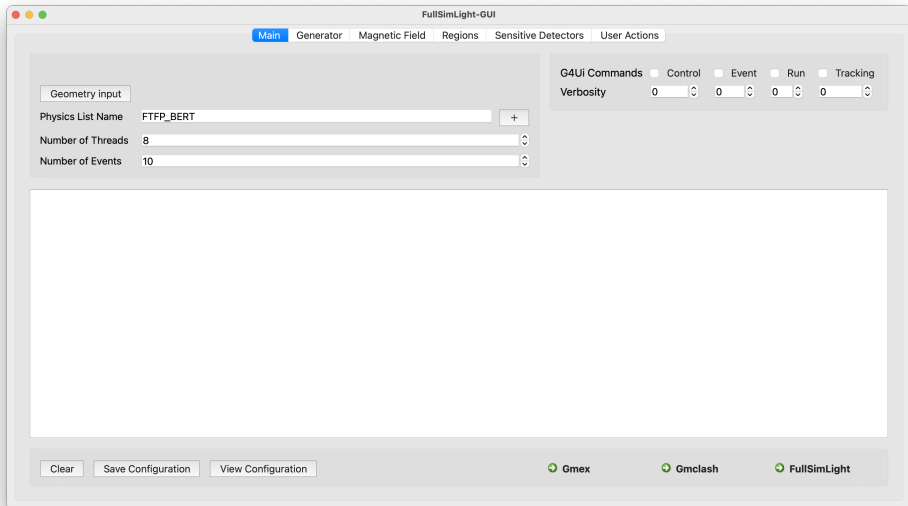 FullSimLight-GUI
Main Generator Magnetic Field Regions Sensitive Detectors User Actions
G4Ui Commands Control Event Run Tracking
Verbosity 0 0 0 0
Geometry input
Physics List Name FTFP_BERT +
Number of Threads 8
Number of Events 10
Clear Save Configuration View Configuration Gmex Gmclash FullSimLight